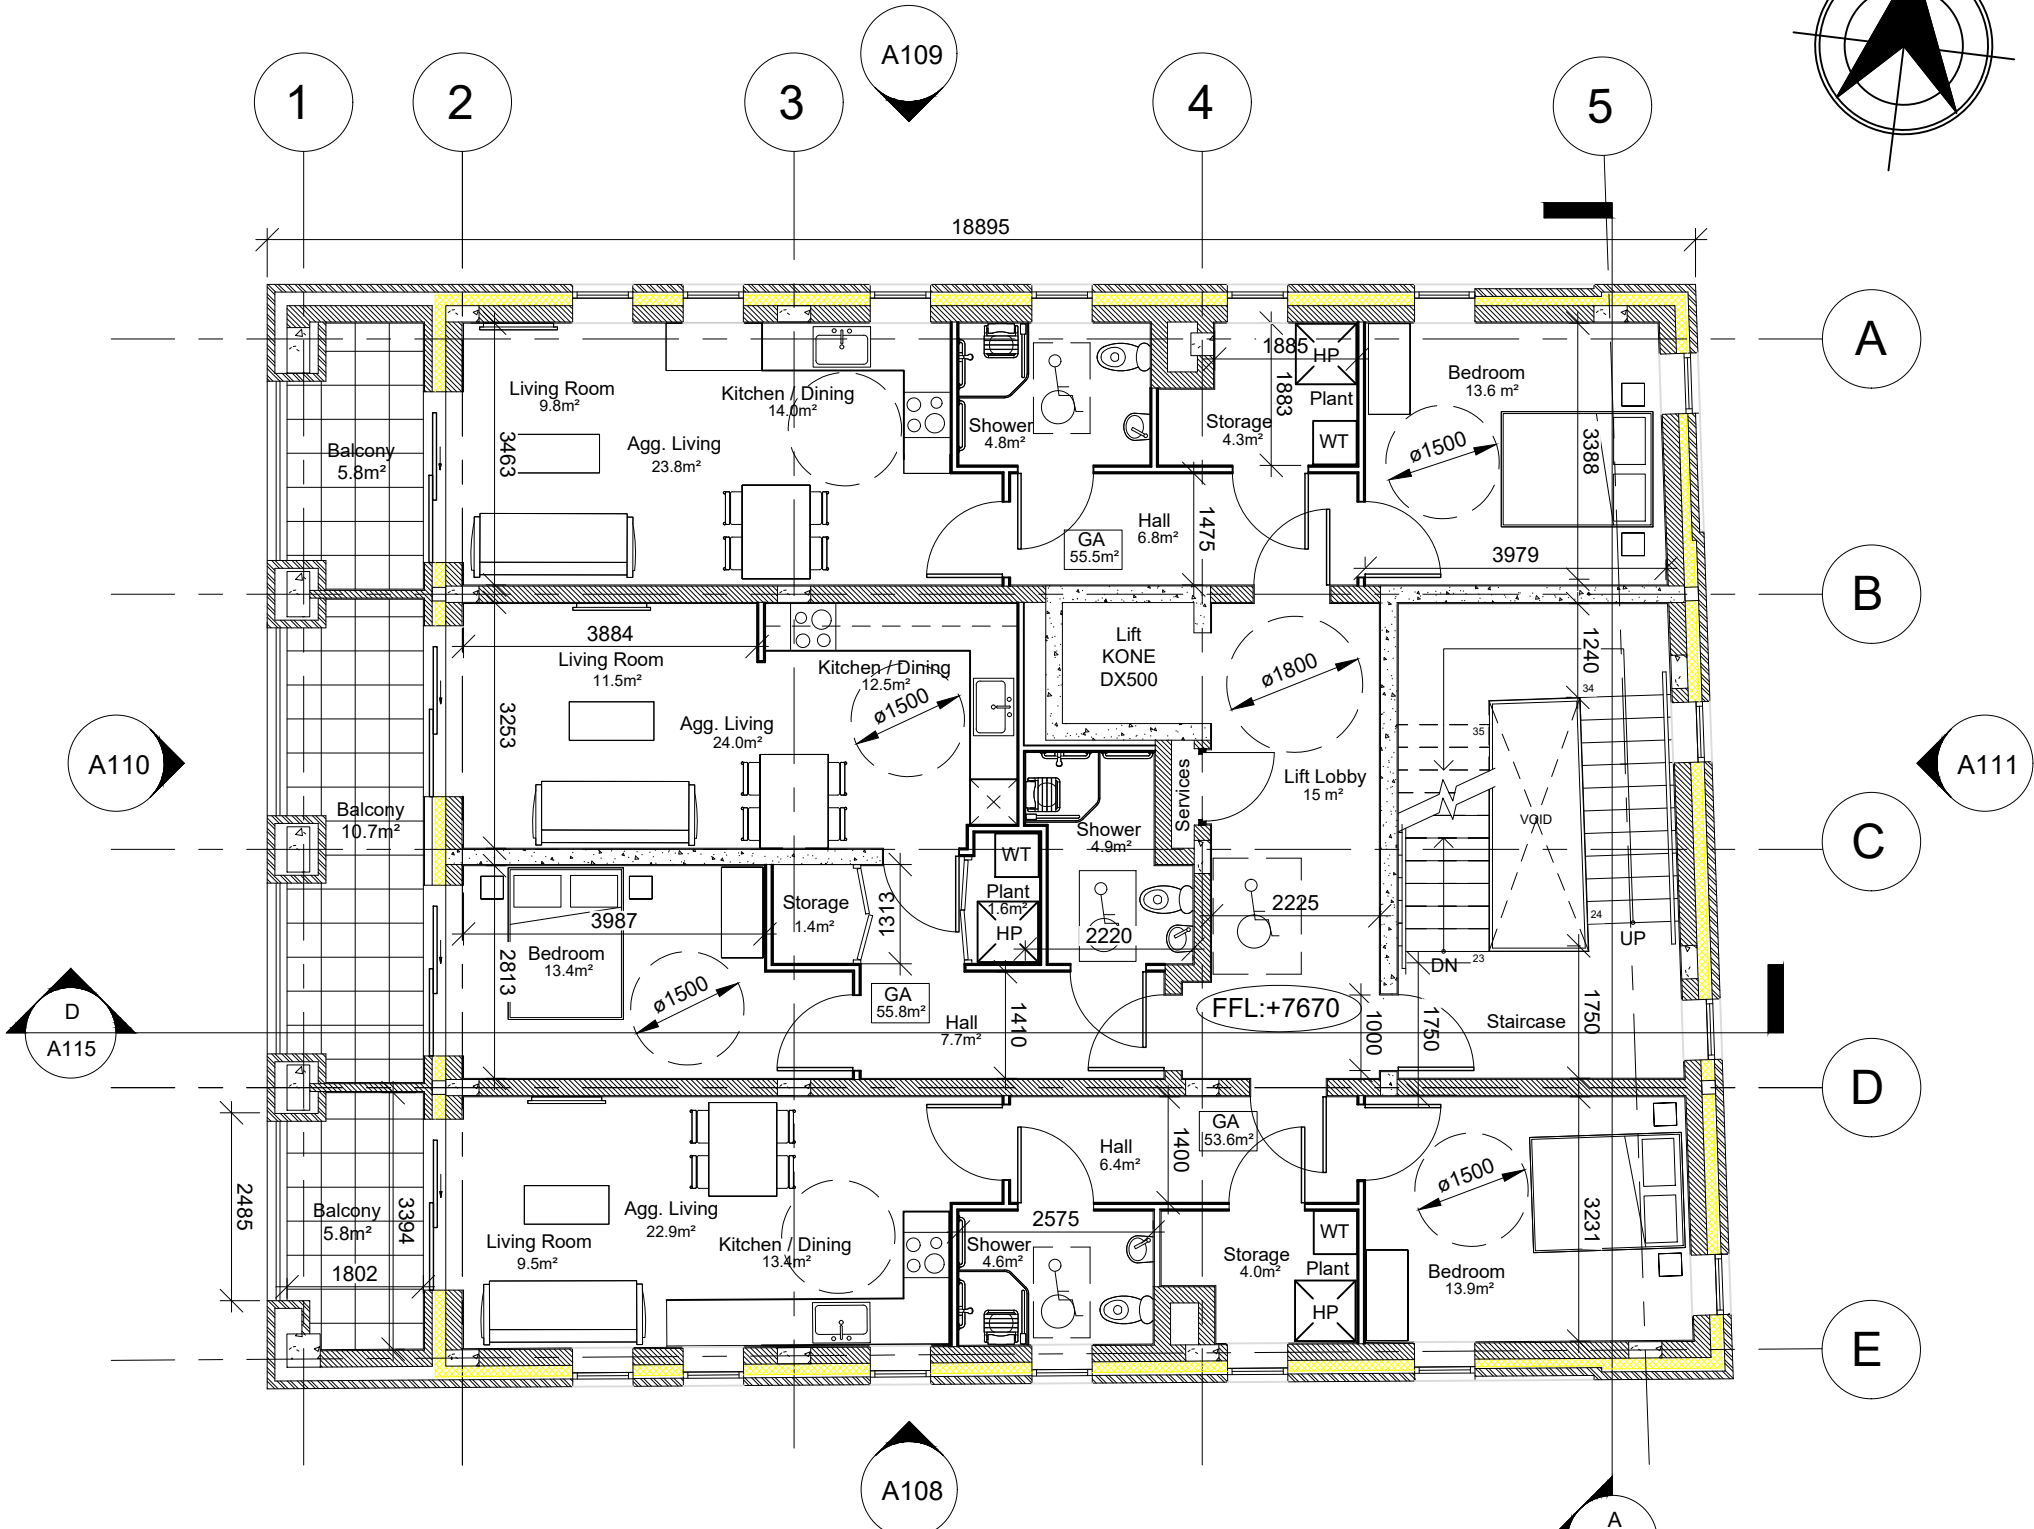 A109
1
2
3
4
5
18895
A
B
C
D
E
1885
HP
Plant
WT
1883
Storage
4.3m²
Living Room
9.8m²
Kitchen / Dining
14.0m²
Agg. Living
23.8m²
3463
Balcony
5.8m²
Shower
4.8m²
Bedroom
13.6 m²
ø1500
3388
Hall
6.8m²
GA
55.5m²
1475
3979
3884
Living Room
11.5m²
Kitchen / Dining
12.5m²
ø1500
Agg. Living
24.0m²
3253
Lift
KONE
DX500
ø1800
1240
34
35
Services
Lift Lobby
15 m²
VOID
A110
A111
Balcony
10.7m²
Shower
4.9m²
WT
Plant
1.6m²
HP
Storage
1.4m²
1313
3987
Bedroom
13.4m²
2813
ø1500
2220
2225
24
UP
DN
23
GA
55.8m²
Hall
7.7m²
1410
FFL:+7670
1000
1750
Staircase
1750
D
A115
GA
53.6m²
Hall
6.4m²
1400
2485
Balcony
5.8m²
3394
1802
Agg. Living
22.9m²
Living Room
9.5m²
Kitchen / Dining
13.4m²
2575
Shower
4.6m²
Storage
4.0m²
WT
Plant
HP
ø1500
Bedroom
13.9m²
3231
A108
A